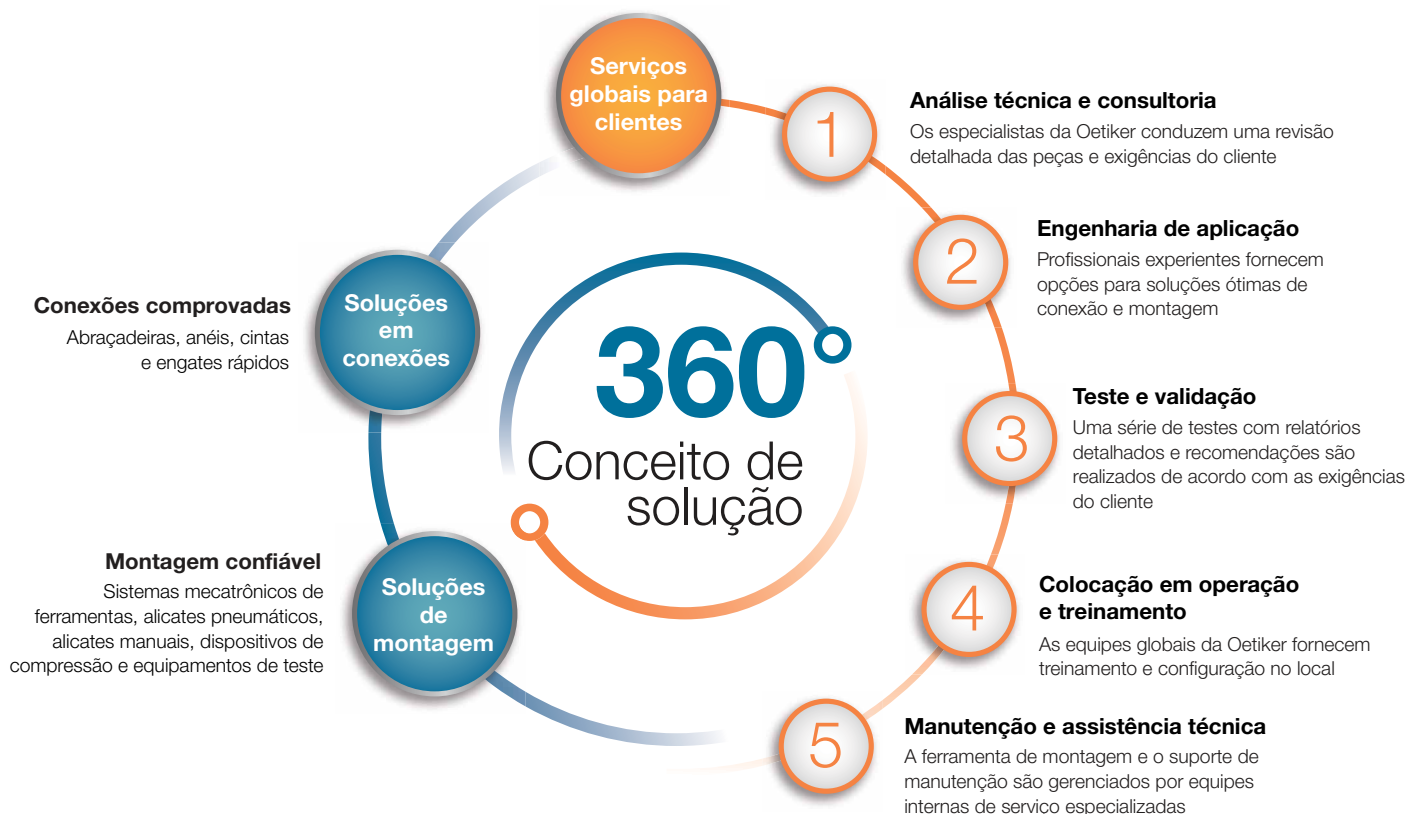 Serviços
globais para
clientes
1
Análise técnica e consultoria
Os especialistas da Oetiker conduzem uma revisão
detalhada das peças e exigências do cliente
2
Engenharia de aplicação
Profissionais experientes fornecem
opções para soluções ótimas de
conexão e montagem
3
Teste e validação
Uma série de testes com relatórios
detalhados e recomendações são
realizados de acordo com as exigências
do cliente
4
Colocação em operação
e treinamento
As equipes globais da Oetiker fornecem
treinamento e configuração no local
5
Manutenção e assistência técnica
A ferramenta de montagem e o suporte de
manutenção são gerenciados por equipes
internas de serviço especializadas
Conexões comprovadas
Abraçadeiras, anéis, cintas
e engates rápidos
Soluções
em
conexões
Montagem confiável
Sistemas mecatrônicos de
ferramentas, alicates pneumáticos,
alicates manuais, dispositivos de
compressão e equipamentos de teste
Soluções
de
montagem
360°
Conceito de
solução